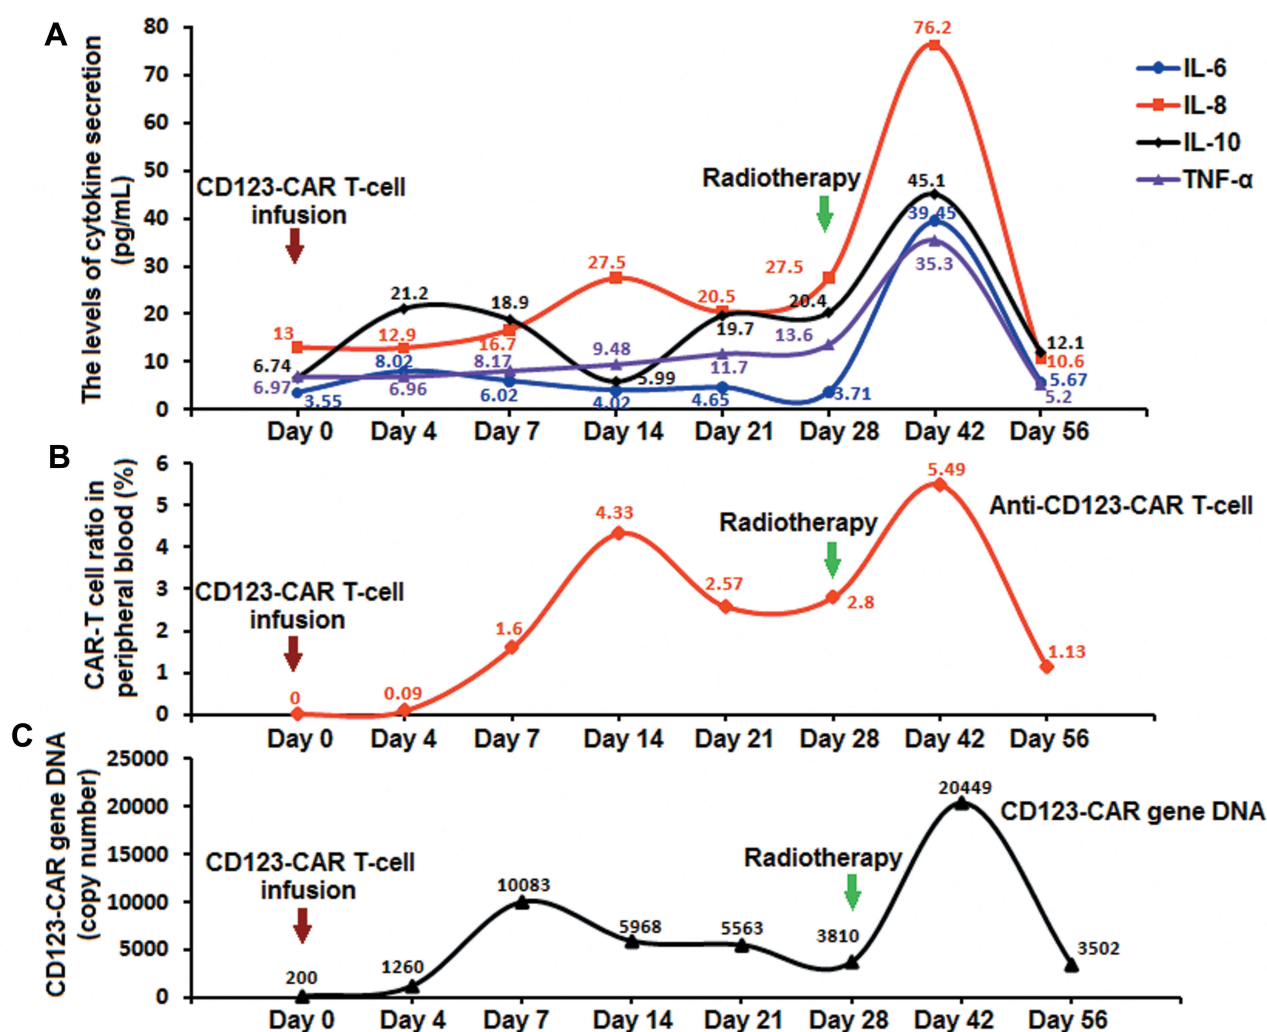 A
The levels of cytokine secretion
(pg/mL)
80
70
60
50
40
30
20
10
0
CD123-CAR T-cell
infusion
Radiotherapy
IL-6
IL-8
IL-10
TNF-α
13
12.9
16.7
27.5
20.5
27.5
76.2
10.6
6.74
21.2
18.9
5.99
19.7
20.4
45.1
12.1
3.55
8.02
6.02
4.02
4.65
3.71
39.45
5.67
6.97
6.96
8.17
9.48
11.7
13.6
35.3
5.2
Day 0 Day 4 Day 7 Day 14 Day 21 Day 28 Day 42 Day 56
B
CAR-T cell ratio in
peripheral blood (%)
6
5
4
3
2
1
0
CD123-CAR T-cell
infusion
Radiotherapy
Anti-CD123-CAR T-cell
0
0.09
1.6
4.33
2.57
2.8
5.49
1.13
Day 0 Day 4 Day 7 Day 14 Day 21 Day 28 Day 42 Day 56
C
CD123-CAR gene DNA
(copy number)
25000
20000
15000
10000
5000
0
CD123-CAR T-cell
infusion
Radiotherapy
CD123-CAR gene DNA
200
1260
10083
5968
5563
3810
20449
3502
Day 0 Day 4 Day 7 Day 14 Day 21 Day 28 Day 42 Day 56